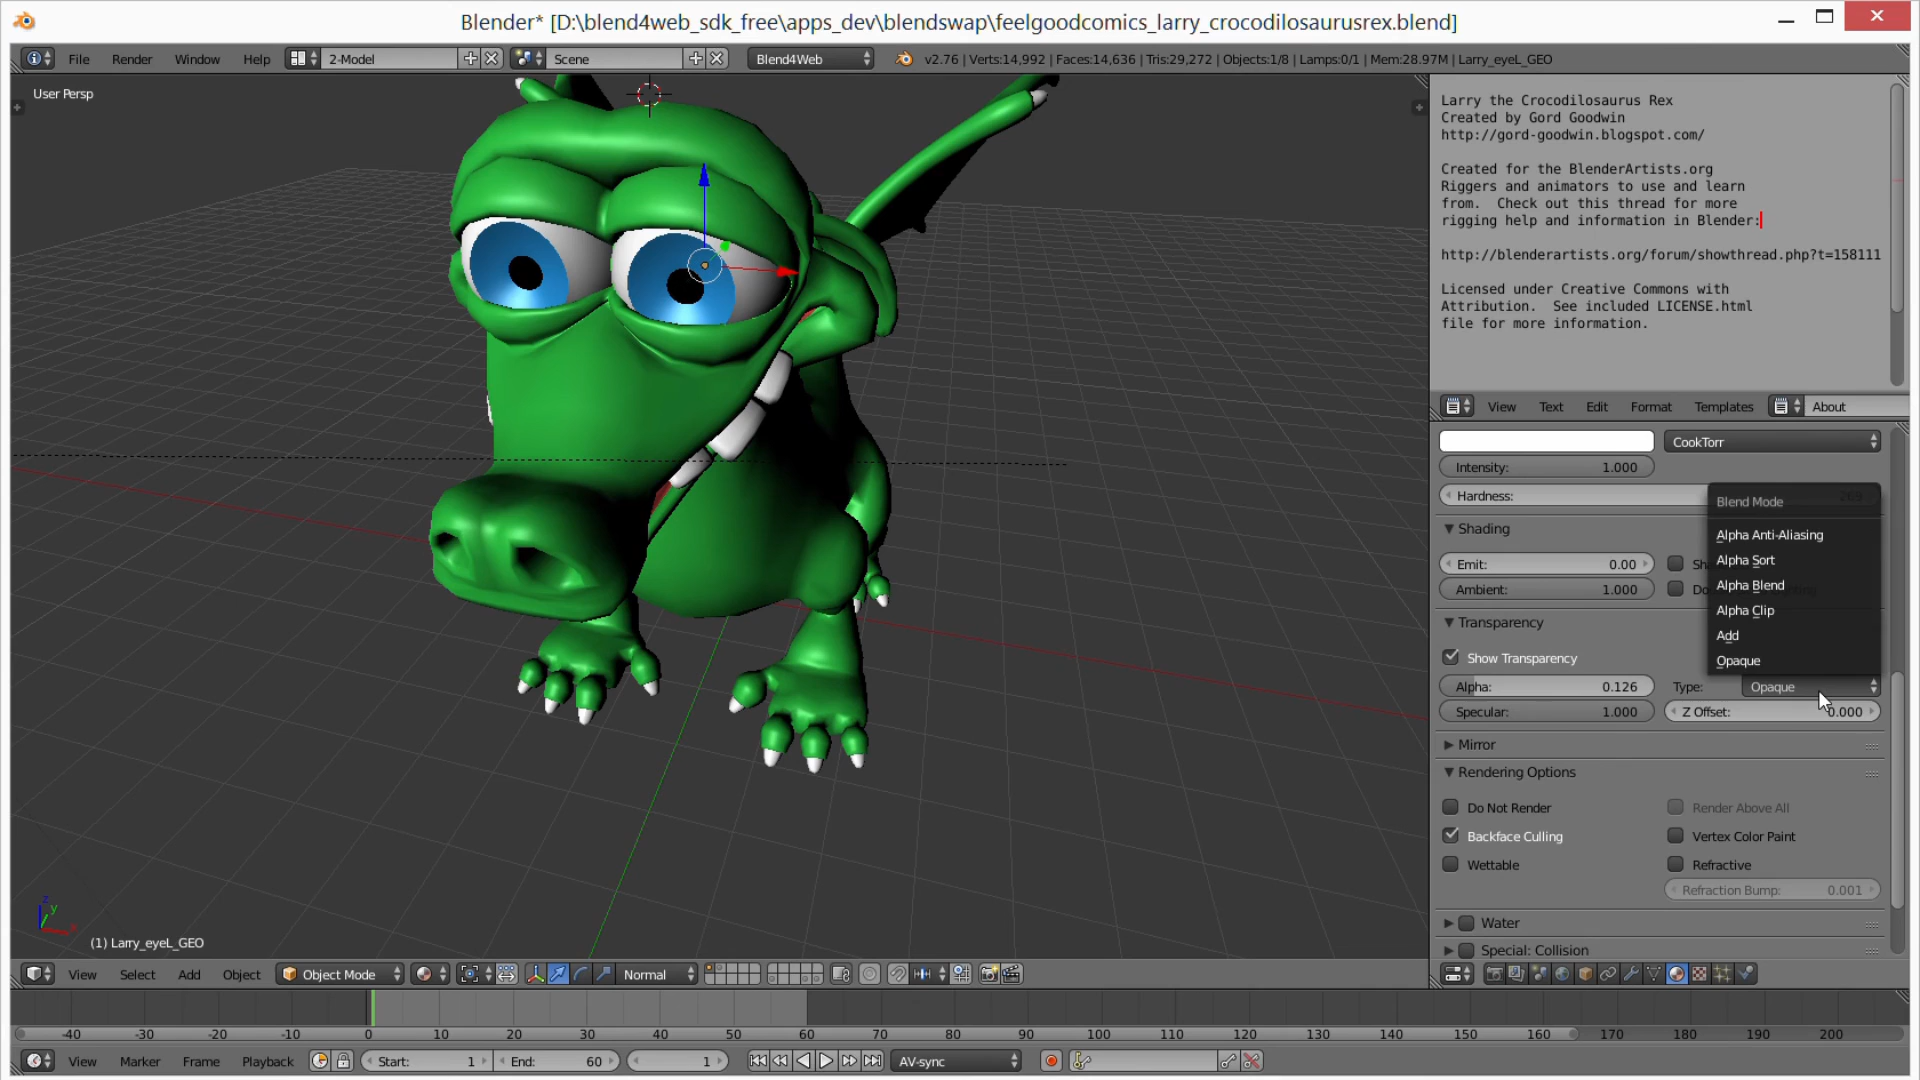 Blender* [D:\blend4web_sdk_free\apps_dev\blendswap\feelgoodcomics_larry_crocodilosaurusrex.blend]
File Render Window Help 2-Model Scene Blend4Web v2.76 | Verts:14,992 | Faces:14,636 | Tris:29,272 | Objects:1/8 | Lamps:0/1 | Mem:28.97M | Larry_eyeL_GEO
User Persp
Larry the Crocodilosaurus Rex
Created by Gord Goodwin
http://gord-goodwin.blogspot.com/
Created for the BlenderArtists.org
Riggers and animators to use and learn
from. Check out this thread for more
rigging help and information in Blender:
http://blenderartists.org/forum/showthread.php?t=158111
Licensed under Creative Commons with
Attribution. See included LICENSE.html
file for more information.
View Text Edit Format Templates About
CookTorr
Intensity: 1.000
Hardness:
Blend Mode
Alpha Anti-Aliasing
Alpha Sort
Alpha Blend
Alpha Clip
Add
Opaque
Shading
Emit: 0.00
Ambient: 1.000
Transparency
Show Transparency
Alpha: 0.126 Type: Opaque
Specular: 1.000 Z Offset: 0.000
Mirror
Rendering Options
Do Not Render Render Above All
Backface Culling Vertex Color Paint
Wettable Refractive
Refraction Bump: 0.001
Water
Special: Collision
z
y
x
(1) Larry_eyeL_GEO
View Select Add Object Object Mode Normal
-40 -30 -20 -10 0 10 20 30 40 50 60 70 80 90 100 110 120 130 140 150 160 170 180 190 200
View Marker Frame Playback Start: 1 End: 60 1 AV-sync